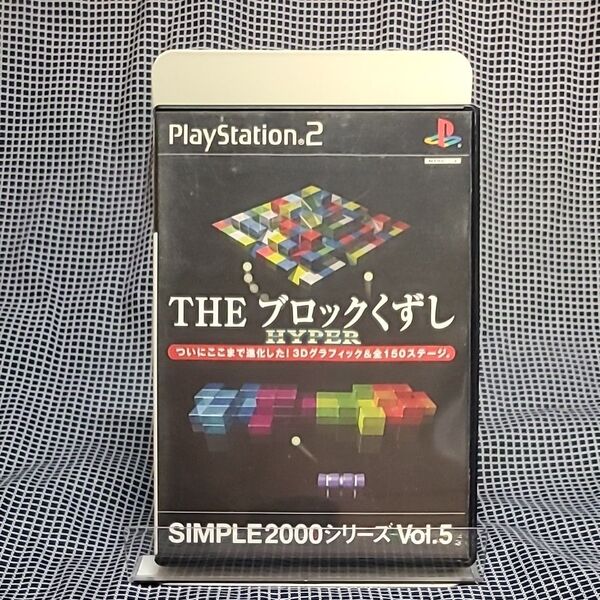 PlayStation®2
THE ブロックくずし
HYPER
ついにここまで進化した!3Dグラフィック&全150ステージ。
SIMPLE2000シリーズ Vol.5